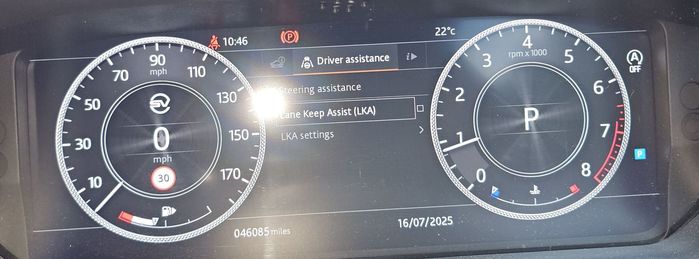 10:46
(P)
22°c
Driver assistance
i
Steering assistance
Lane Keep Assist (LKA)
LKA settings
10
30
50
70
90
mph
110
130
150
170
SV
0
mph
30
0
1
2
3
4
5
6
7
8
rpm x 1000
P
A
OFF
P
046085 miles
16/07/2025